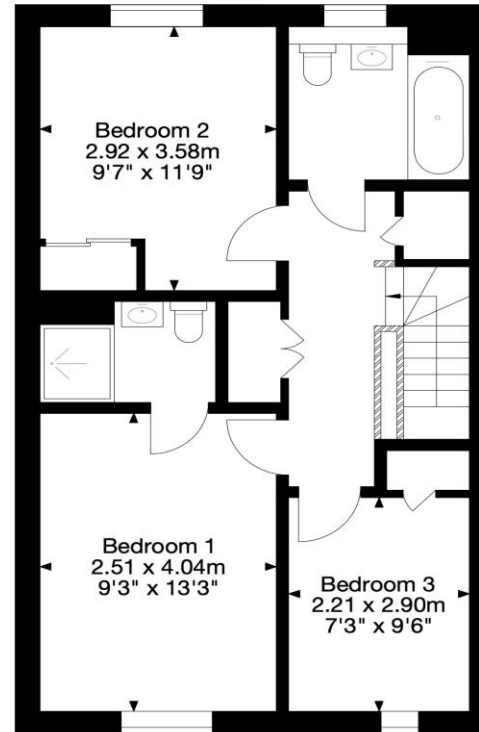 Bedroom 2
2.92 x 3.58m
9'7" x 11'9"
Bedroom 1
2.51 x 4.04m
9'3" x 13'3"
Bedroom 3
2.21 x 2.90m
7'3" x 9'6"